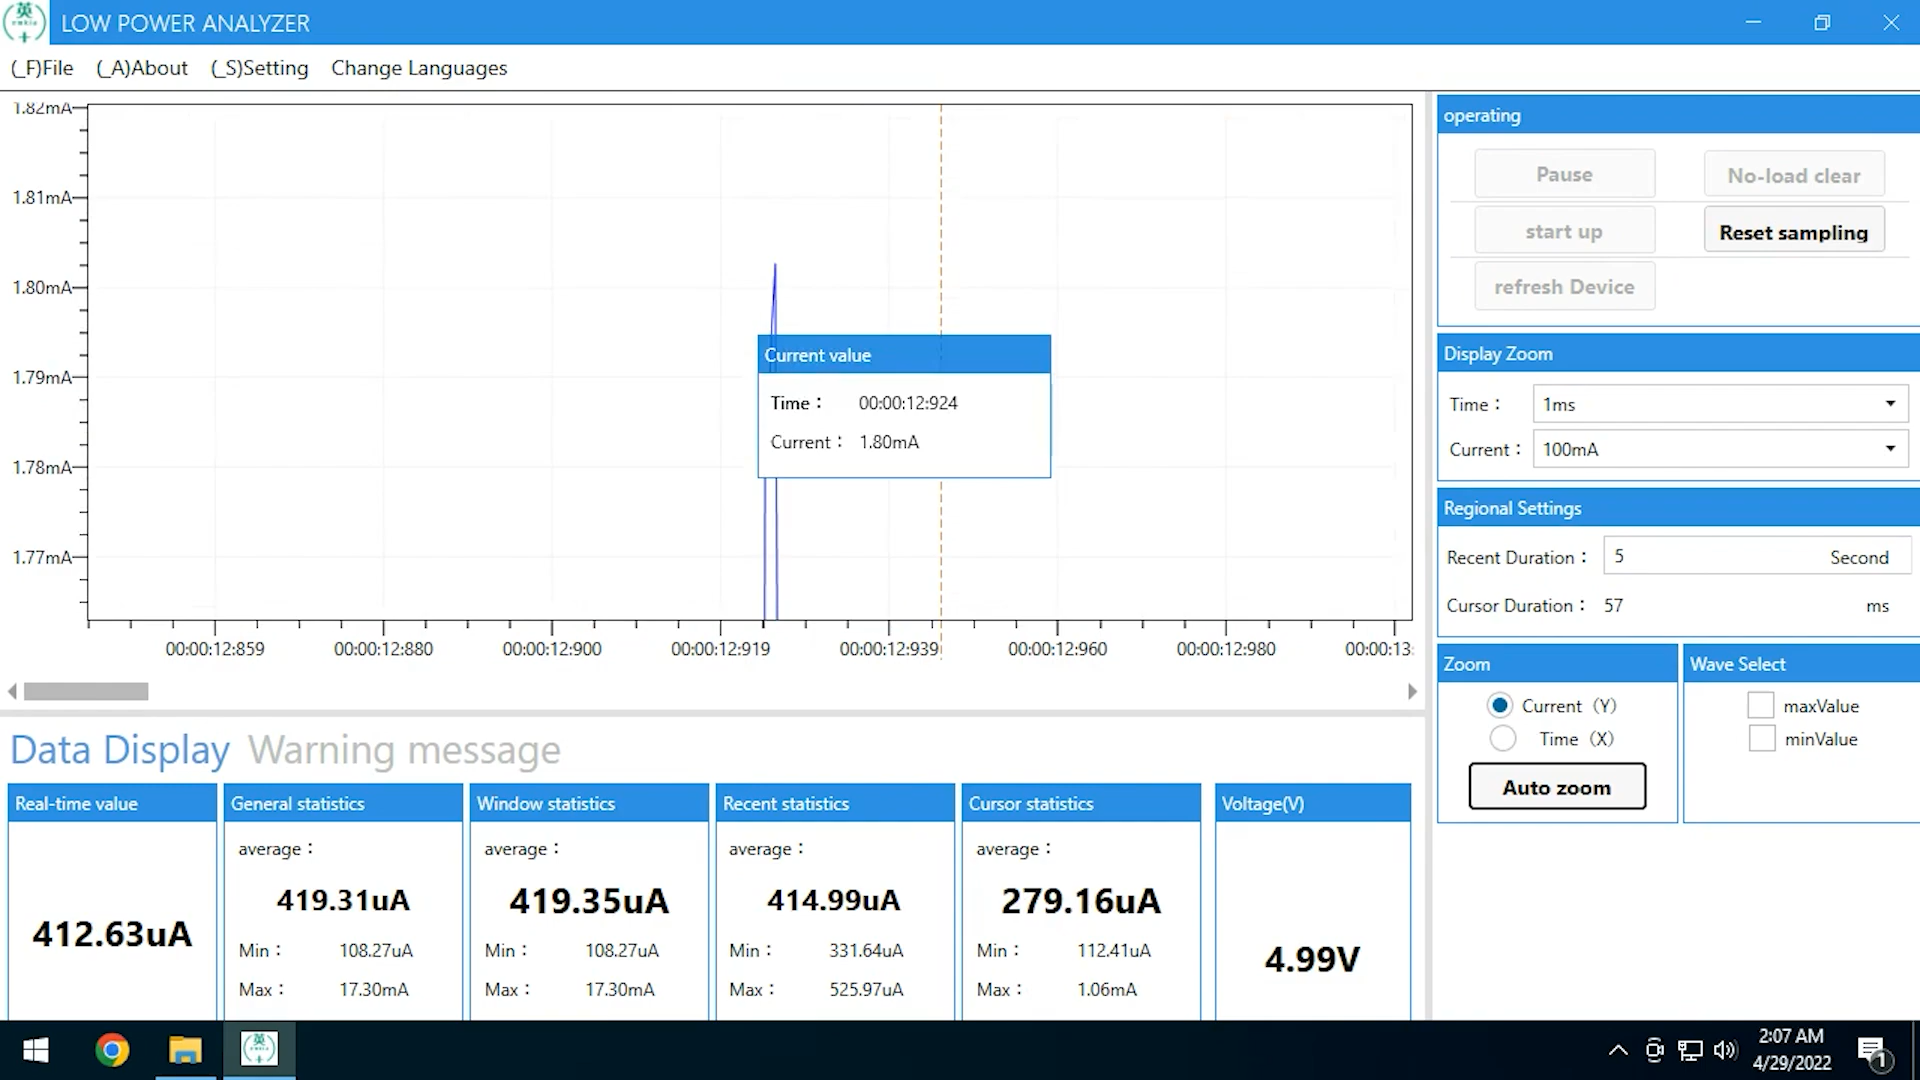 英
LOW POWER ANALYZER
(_F)File (_A)About (_S)Setting Change Languages
1.82mA
1.81mA
1.80mA
1.79mA
1.78mA
1.77mA
Current value
Time： 00:00:12:924
Current： 1.80mA
00:00:12:859 00:00:12:880 00:00:12:900 00:00:12:919 00:00:12:939 00:00:12:960 00:00:12:980 00:00:13:
operating
Pause No-load clear
start up Reset sampling
refresh Device
Display Zoom
Time： 1ms
Current： 100mA
Regional Settings
Recent Duration： 5 Second
Cursor Duration： 57 ms
Zoom
Current （Y）
Time （X）
Auto zoom
Wave Select
maxValue
minValue
Data Display Warning message
Real-time value
412.63uA
General statistics
average：
419.31uA
Min： 108.27uA
Max： 17.30mA
Window statistics
average：
419.35uA
Min： 108.27uA
Max： 17.30mA
Recent statistics
average：
414.99uA
Min： 331.64uA
Max： 525.97uA
Cursor statistics
average：
279.16uA
Min： 112.41uA
Max： 1.06mA
Voltage(V)
4.99V
英
2:07 AM
4/29/2022
1